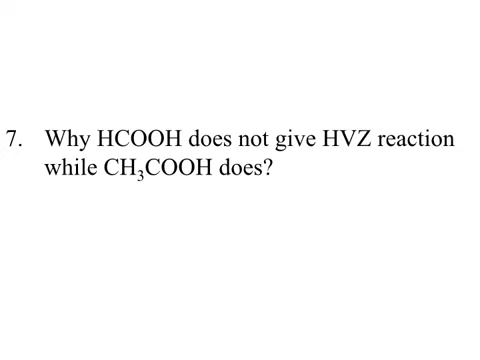 7. Why HCOOH does not give HVZ reaction
while CH₃COOH does?